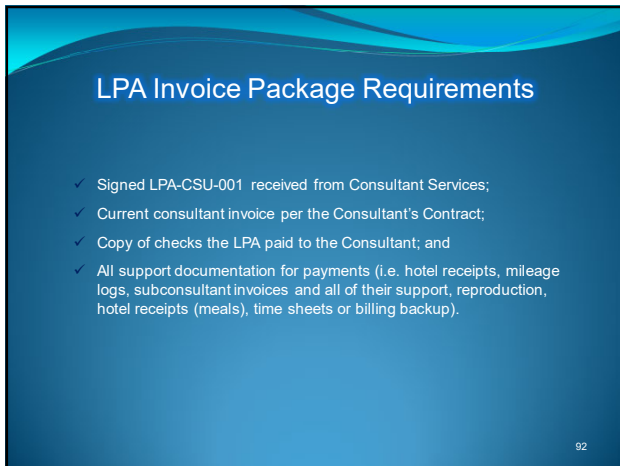 LPA Invoice Package Requirements
✓ Signed LPA-CSU-001 received from Consultant Services;
✓ Current consultant invoice per the Consultant's Contract;
✓ Copy of checks the LPA paid to the Consultant; and
✓ All support documentation for payments (i.e. hotel receipts, mileage
logs, subconsultant invoices and all of their support, reproduction,
hotel receipts (meals), time sheets or billing backup).
92